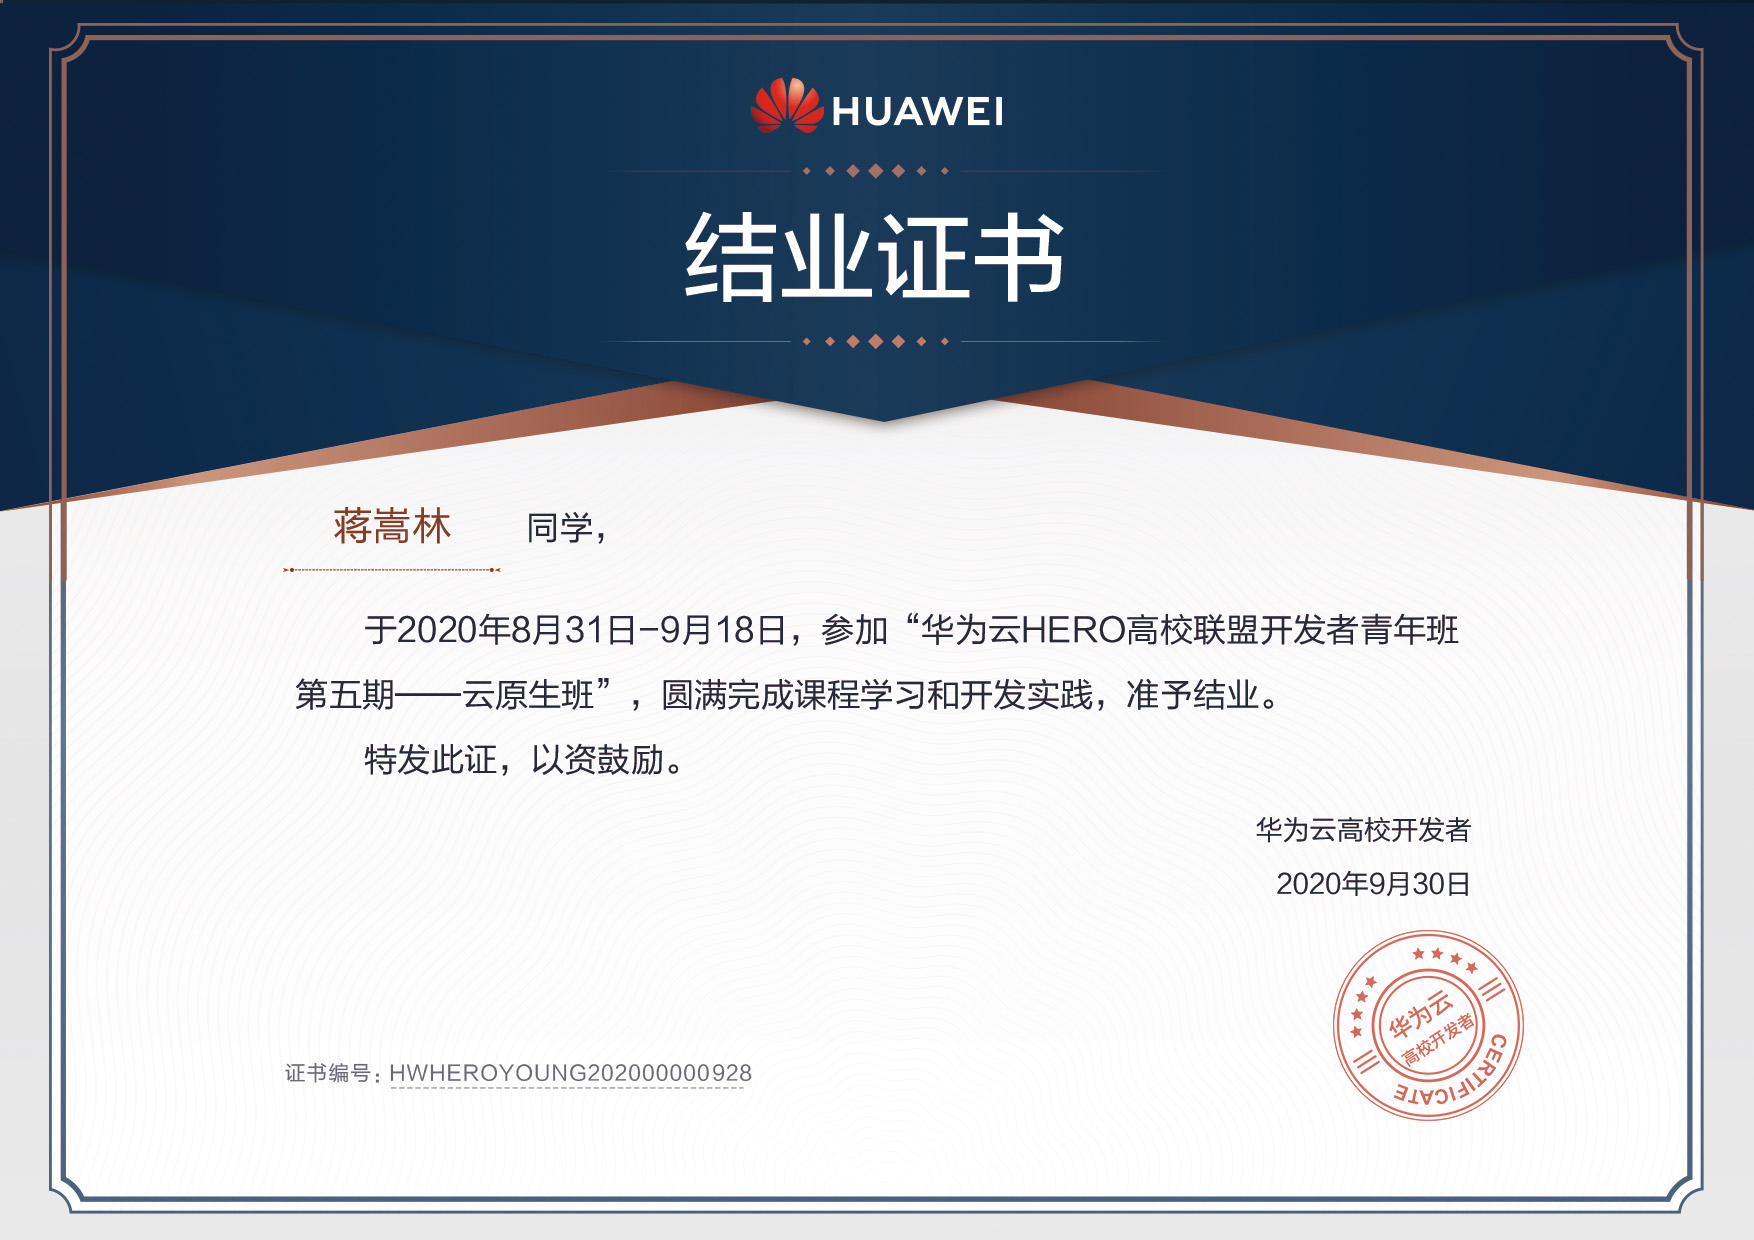 HUAWEI
结业证书
蒋嵩林 同学，
于2020年8月31日-9月18日，参加“华为云HERO高校联盟开发者青年班
第五期——云原生班”，圆满完成课程学习和开发实践，准予结业。
特发此证，以资鼓励。
华为云高校开发者
2020年9月30日
华为云
高校开发者
CERTIFICATE
证书编号：HWHEROYOUNG202000000928